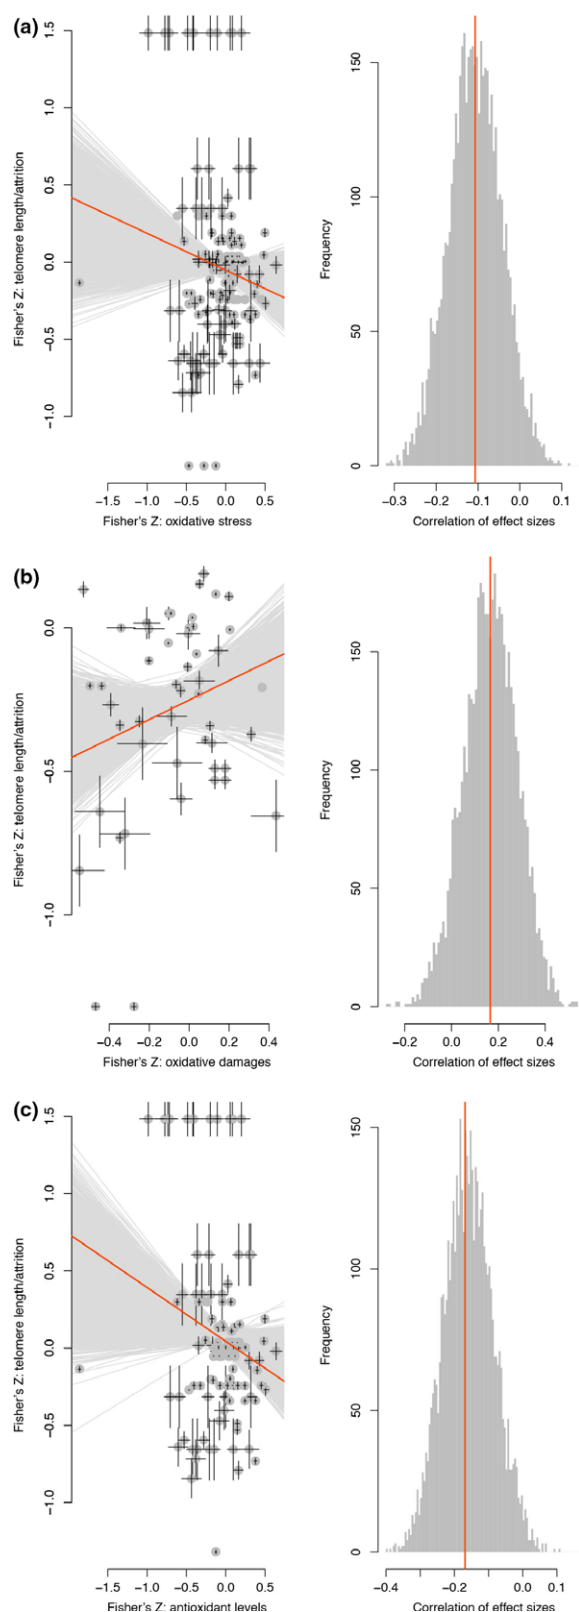 (a)
1.5
1.0
0.5
0.0
−0.5
−1.0
Fisher's Z: telomere length/attrition
−1.5 −1.0 −0.5 0.0 0.5
Fisher's Z: oxidative stress
150
100
50
0
Frequency
−0.3 −0.2 −0.1 0.0 0.1
Correlation of effect sizes
(b)
0.0
−0.5
−1.0
Fisher's Z: telomere length/attrition
−0.4 −0.2 0.0 0.2 0.4
Fisher's Z: oxidative damages
150
100
50
0
Frequency
−0.2 0.0 0.2 0.4
Correlation of effect sizes
(c)
1.5
1.0
0.5
0.0
−0.5
−1.0
Fisher's Z: telomere length/attrition
−1.5 −1.0 −0.5 0.0 0.5
Fisher's Z: antioxidant levels
150
100
50
0
Frequency
−0.4 −0.2 0.0 0.1
Correlation of effect sizes